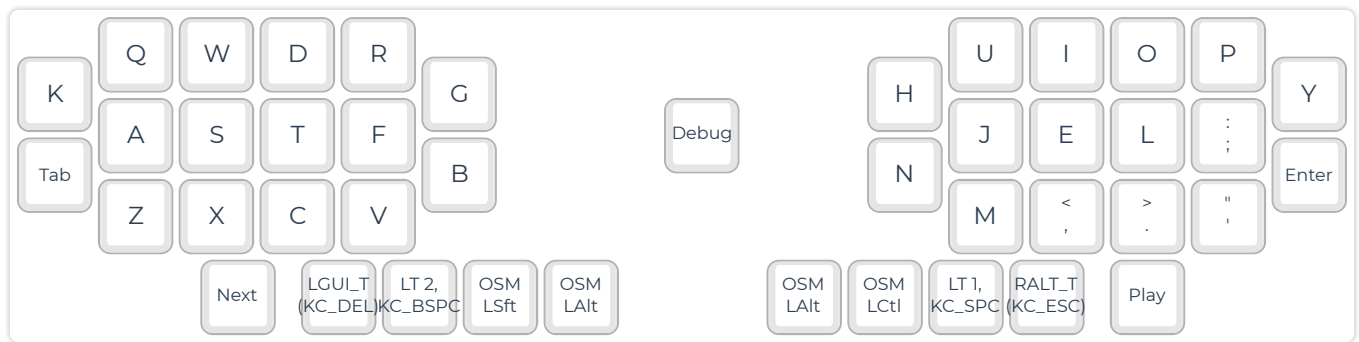 Q W D R U I O P
K G H Y
A S T F Debug J E L :
;
Tab B N Enter
Z X C V M < > "
, . '
Next LGUI_T LT 2, OSM OSM OSM OSM LT 1, RALT_T Play
(KC_DEL) KC_BSPC LSft LAlt LAlt LCtl KC_SPC (KC_ESC)